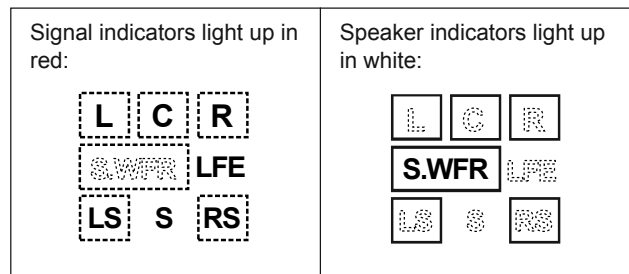 Signal indicators light up in
red:
L C R
S.WFR LFE
LS S RS
Speaker indicators light up
in white:
L C R
S.WFR LFE
LS S RS